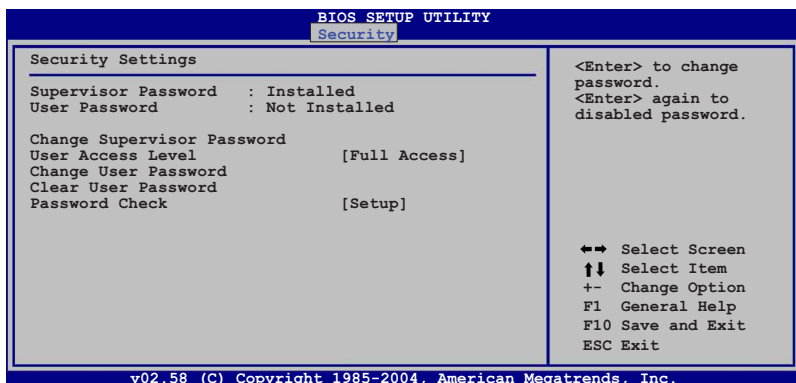 BIOS SETUP UTILITY
Security
Security Settings
Supervisor Password : Installed
User Password : Not Installed
Change Supervisor Password
User Access Level [Full Access]
Change User Password
Clear User Password
Password Check [Setup]
<Enter> to change
password.
<Enter> again to
disabled password.
←→ Select Screen
↑↓ Select Item
+- Change Option
F1 General Help
F10 Save and Exit
ESC Exit
v02.58 (C) Copyright 1985-2004, American Megatrends, Inc.